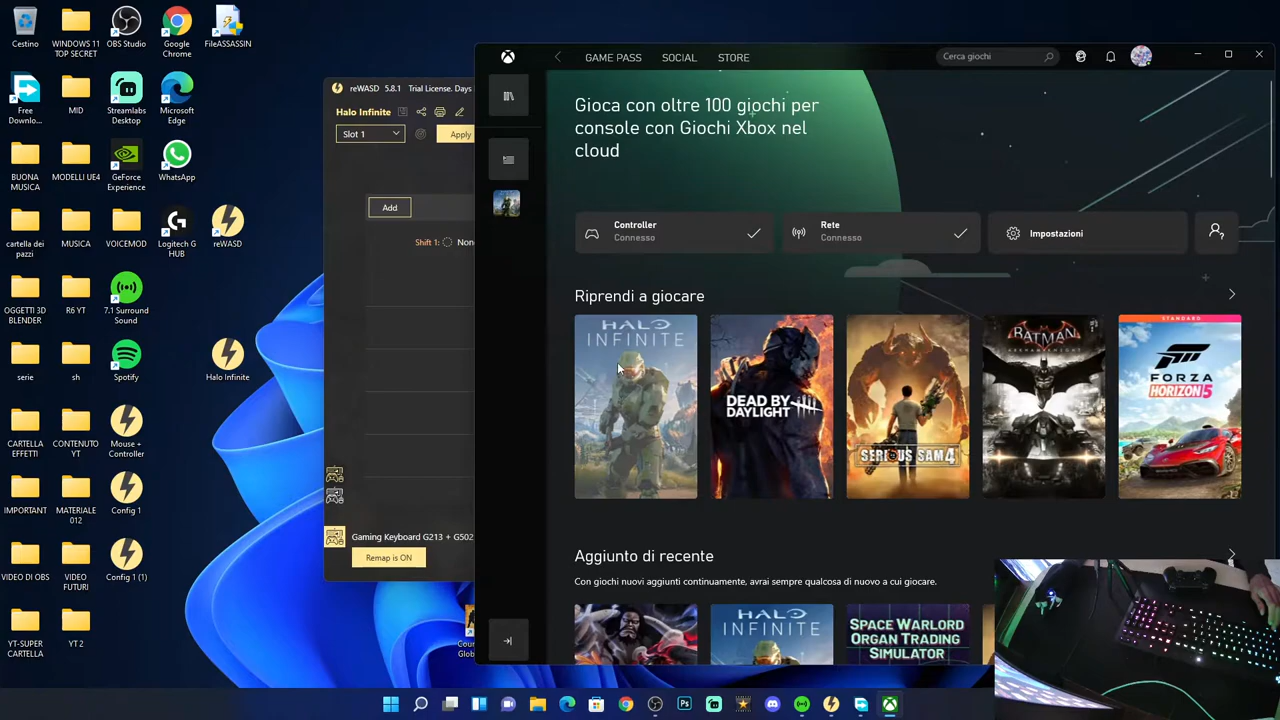 Cestino
WINDOWS 11
TOP SECRET
OBS Studio
Google
Chrome
FileASSASSIN
Free
Downlo...
MID
Streamlabs
Desktop
Microsoft
Edge
BUONA
MUSICA
MODELLI UE4
GeForce
Experience
WhatsApp
cartella dei
pazzi
MUSICA
VOICEMOD
Logitech G
HUB
reWASD
OGGETTI 3D
BLENDER
R6 YT
7.1 Surround
Sound
serie
sh
Spotify
Halo Infinite
CARTELLA
EFFETTI
CONTENUTO
YT
Mouse +
Controller
IMPORTANT
MATERIALE
012
Config 1
VIDEO DI OBS
VIDEO
FUTURI
Config 1 (1)
YT-SUPER
CARTELLA
YT 2
reWASD 5.8.1 Trial License. Days
Halo Infinite
Slot 1
Apply
Add
Shift 1:
Gaming Keyboard G213 + G502
Remap is ON
GAME PASS
SOCIAL
STORE
Cerca giochi
Gioca con oltre 100 giochi per
console con Giochi Xbox nel
cloud
Controller
Connesso
Rete
Connesso
Impostazioni
Riprendi a giocare
HALO
INFINITE
DEAD BY
DAYLIGHT
SERIOUS SAM 4
BATMAN
STANDARD
FORZA
HORIZON 5
Aggiunto di recente
Con giochi nuovi aggiunti continuamente, avrai sempre qualcosa di nuovo a cui giocare.
HALO
INFINITE
SPACE WARLORD
ORGAN TRADING
SIMULATOR
Ps